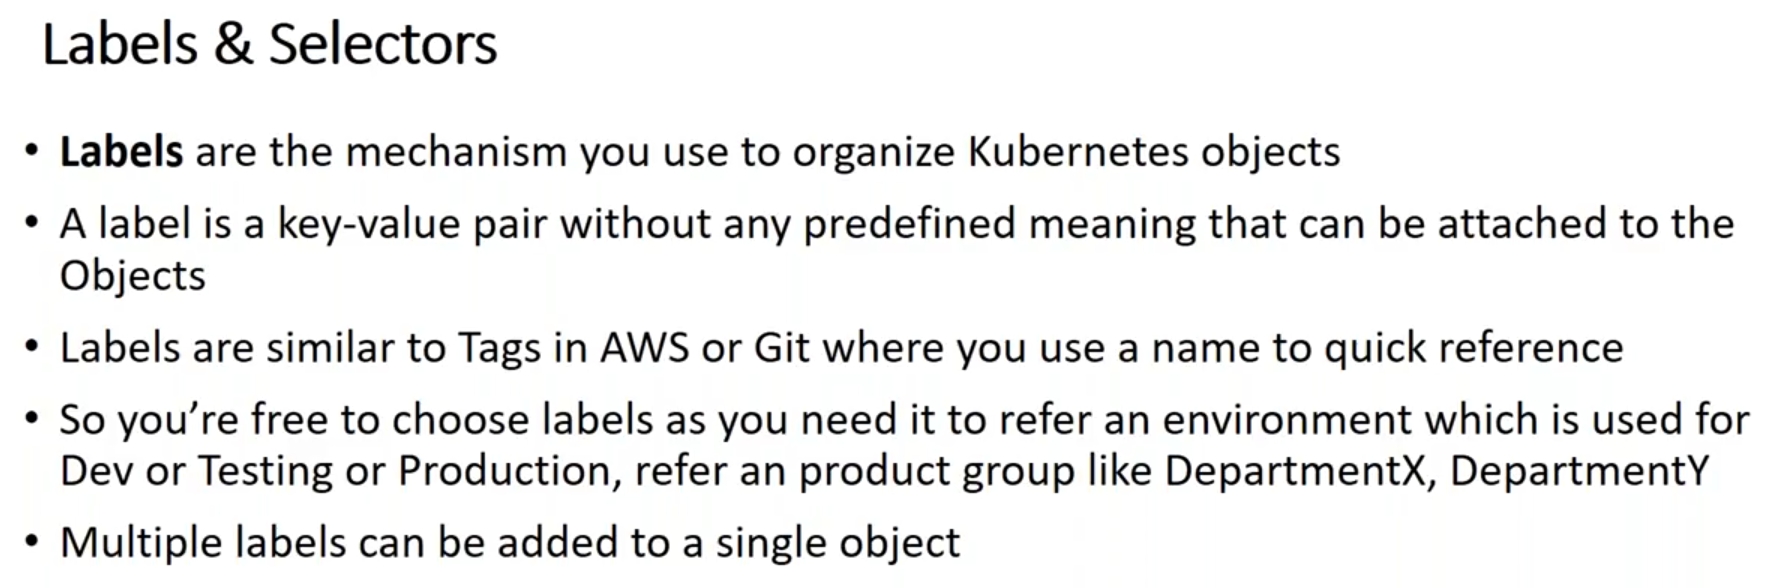 Labels & Selectors
• Labels are the mechanism you use to organize Kubernetes objects
• A label is a key-value pair without any predefined meaning that can be attached to the
Objects
• Labels are similar to Tags in AWS or Git where you use a name to quick reference
• So you’re free to choose labels as you need it to refer an environment which is used for
Dev or Testing or Production, refer an product group like DepartmentX, DepartmentY
• Multiple labels can be added to a single object